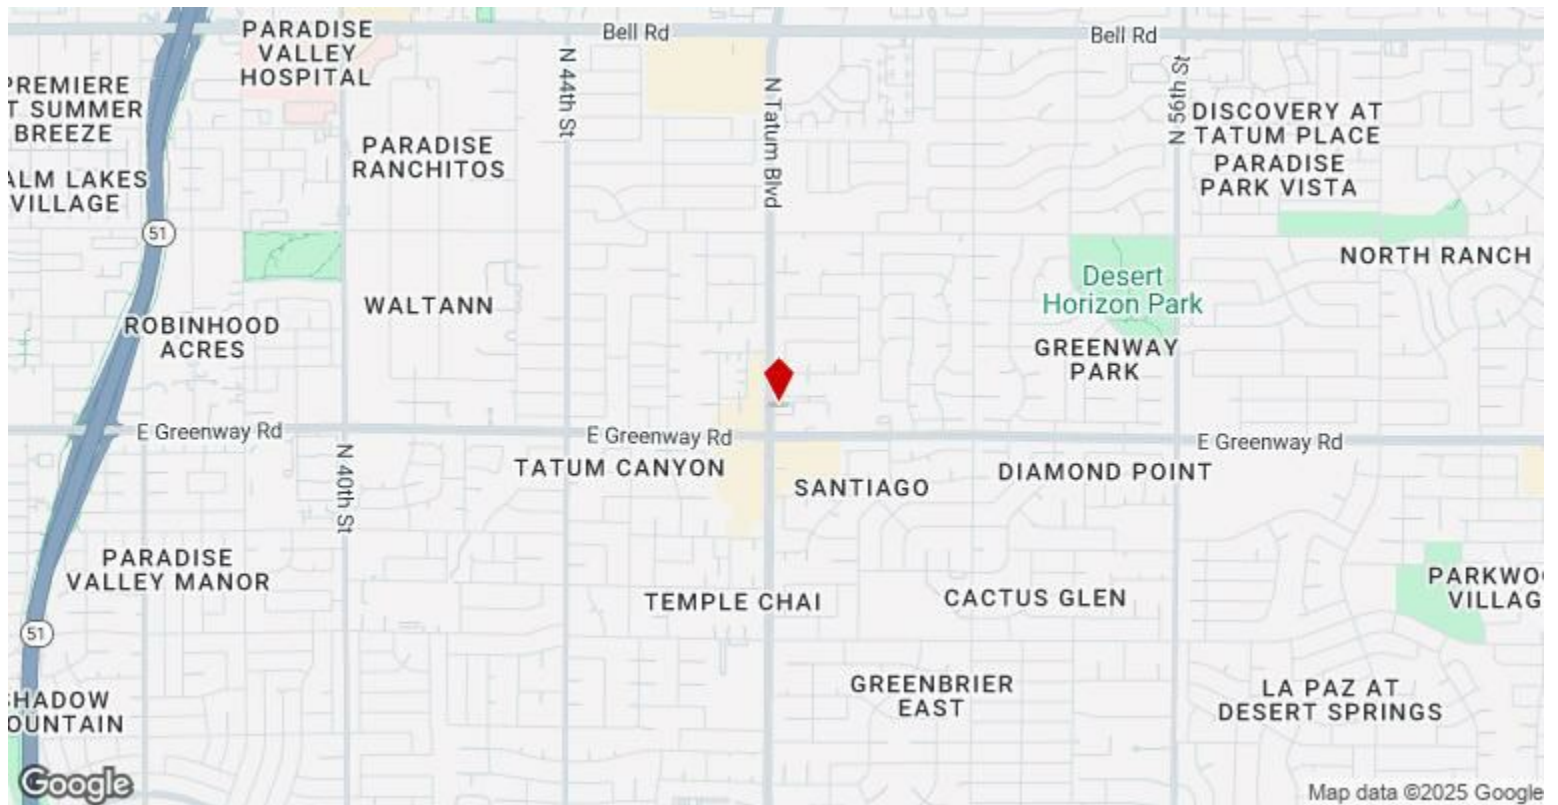 Bell Rd
Bell Rd
PARADISE
VALLEY
HOSPITAL
N 44th St
N Tatum Blvd
N 56th St
PREMIERE
T SUMMER
BREEZE
DISCOVERY AT
TATUM PLACE
PARADISE
RANCHITOS
PARADISE
PARK VISTA
ALM LAKES
VILLAGE
51
NORTH RANCH
Desert
Horizon Park
WALTANN
ROBINHOOD
ACRES
GREENWAY
PARK
E Greenway Rd
E Greenway Rd
E Greenway Rd
N 40th St
TATUM CANYON
SANTIAGO
DIAMOND POINT
PARADISE
VALLEY MANOR
TEMPLE CHAI
CACTUS GLEN
PARKWOO
VILLAG
51
GREENBRIER
EAST
LA PAZ AT
DESERT SPRINGS
SHADOW
OUNTAIN
Google
Map data ©2025 Google